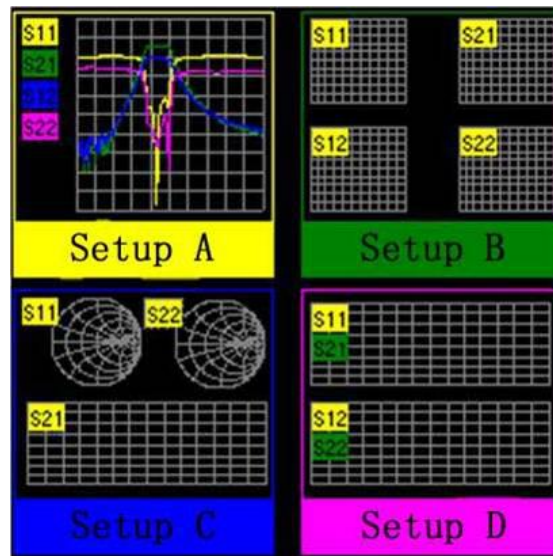 S11
S21
S12
S22
Setup A
S11 S21
S12 S22
Setup B
S11 S22
S21
Setup C
S11
S21
S12
S22
Setup D